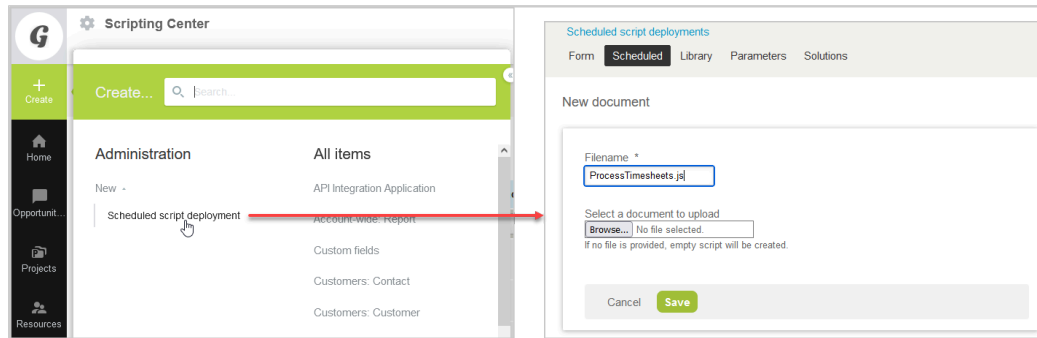 G
Scripting Center
Create
Create...
Search...
Home
Opportunit...
Projects
Resources
Administration
New -
Scheduled script deployment
All items
API Integration Application
Account-wide: Report
Custom fields
Customers: Contact
Customers: Customer
Scheduled script deployments
Form Scheduled Library Parameters Solutions
New document
Filename *
ProcessTimesheets.js
Select a document to upload
Browse... No file selected.
If no file is provided, empty script will be created.
Cancel Save